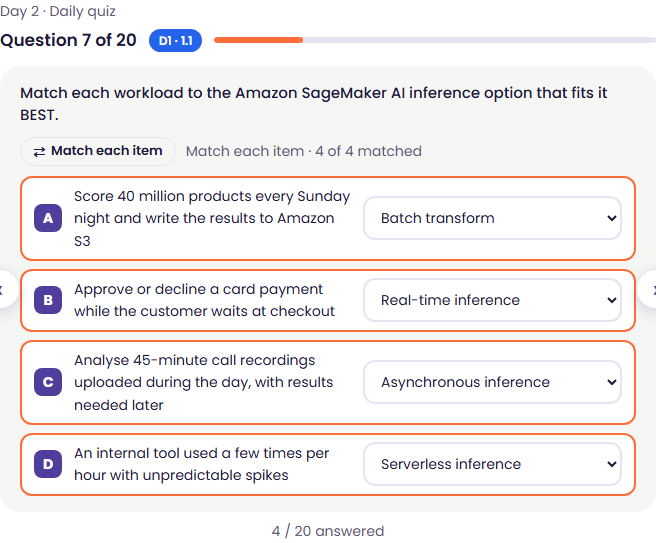 Day 2 · Daily quiz
Question 7 of 20
D1 · 1.1
Match each workload to the Amazon SageMaker AI inference option that fits it
BEST.
Match each item
Match each item · 4 of 4 matched
A
Score 40 million products every Sunday
night and write the results to Amazon
S3
Batch transform
B
Approve or decline a card payment
while the customer waits at checkout
Real-time inference
C
Analyse 45-minute call recordings
uploaded during the day, with results
needed later
Asynchronous inference
D
An internal tool used a few times per
hour with unpredictable spikes
Serverless inference
4 / 20 answered